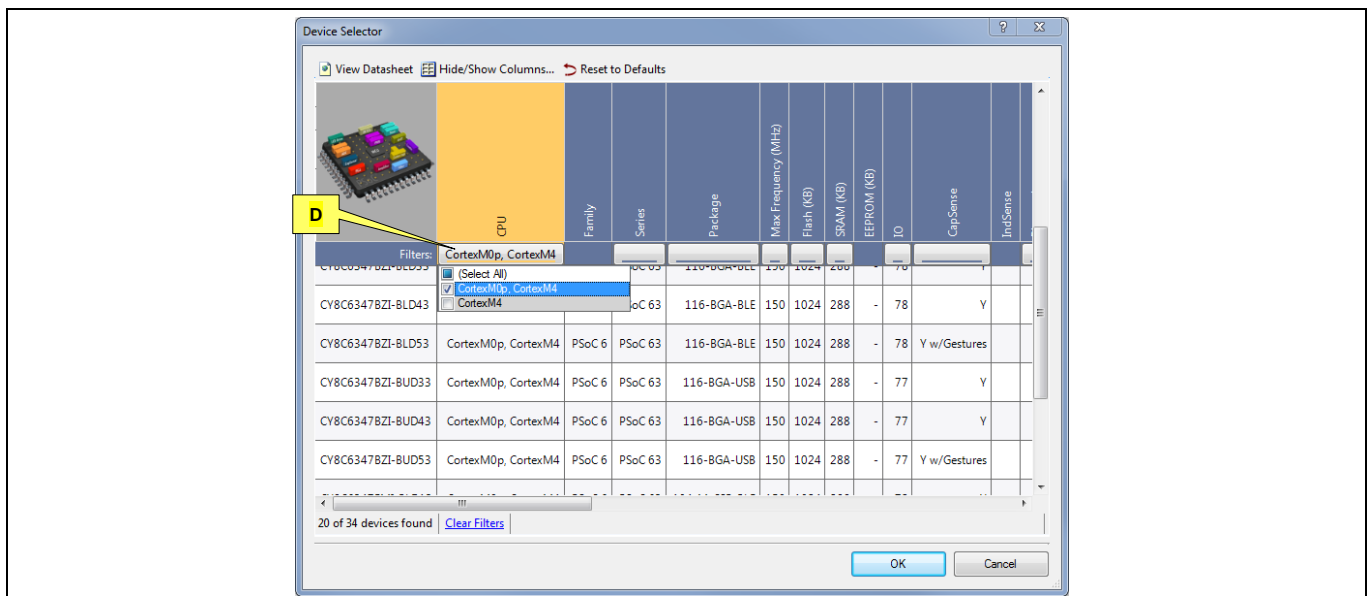 Device Selector
View Datasheet Hide/Show Columns... Reset to Defaults
CPU Family Series Package Max Frequency (MHz) Flash (KB) SRAM (KB) EEPROM (KB) IO CapSense IndSense
D
Filters: CortexM0p, CortexM4
(Select All)
CortexM0p, CortexM4
CortexM4
CY8C6347BZI-BLD43 PSoC 63 116-BGA-BLE 150 1024 288 - 78 Y
CY8C6347BZI-BLD53 CortexM0p, CortexM4 PSoC 6 PSoC 63 116-BGA-BLE 150 1024 288 - 78 Y w/Gestures
CY8C6347BZI-BUD33 CortexM0p, CortexM4 PSoC 6 PSoC 63 116-BGA-USB 150 1024 288 - 77 Y
CY8C6347BZI-BUD43 CortexM0p, CortexM4 PSoC 6 PSoC 63 116-BGA-USB 150 1024 288 - 77 Y
CY8C6347BZI-BUD53 CortexM0p, CortexM4 PSoC 6 PSoC 63 116-BGA-USB 150 1024 288 - 77 Y w/Gestures
20 of 34 devices found Clear Filters
OK Cancel